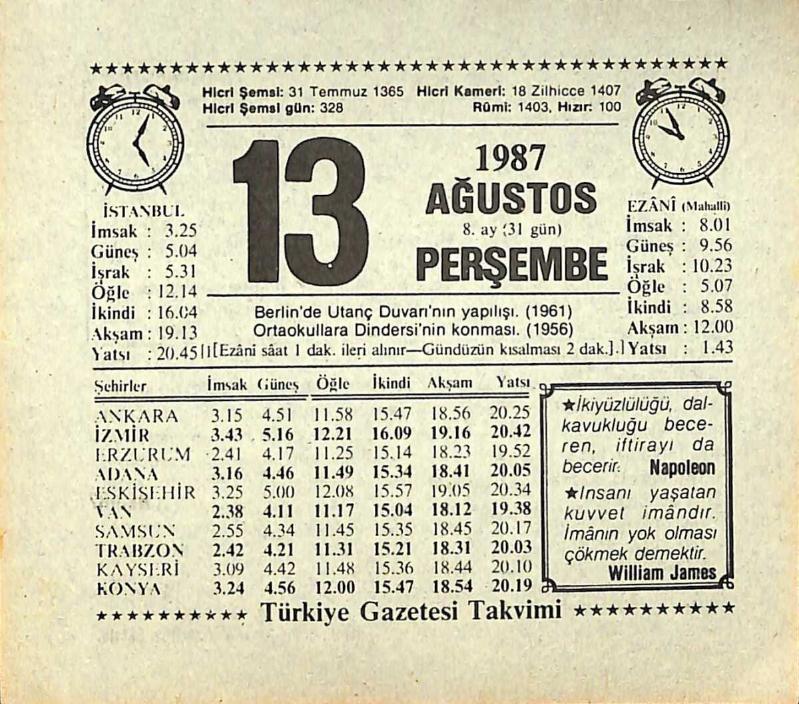 Hicrî Şemsî: 31 Temmuz 1365 Hicrî Kamerî: 18 Zilhicce 1407
Hicrî Şemsî gün: 328 Rûmî: 1403, Hızır: 100
13
1987
AĞUSTOS
8. ay (31 gün)
PERŞEMBE
İSTANBUL
İmsak : 3.25
Güneş : 5.04
İşrak : 5.31
Öğle : 12.14
İkindi : 16.04
Akşam : 19.13
Yatsı : 20.45
EZÂNÎ (Mahallî)
İmsak : 8.01
Güneş : 9.56
İşrak : 10.23
Öğle : 5.07
İkindi : 8.58
Akşam : 12.00
Yatsı : 1.43
Berlin'de Utanç Duvarı'nın yapılışı. (1961)
Ortaokullara Dindersi'nin konması. (1956)
[Ezânî sâat 1 dak. ileri alınır—Gündüzün kısalması 2 dak.]
Şehirler İmsak Güneş Öğle İkindi Akşam Yatsı
ANKARA 3.15 4.51 11.58 15.47 18.56 20.25
İZMİR 3.43 5.16 12.21 16.09 19.16 20.42
ERZURUM 2.41 4.17 11.25 15.14 18.23 19.52
ADANA 3.16 4.46 11.49 15.34 18.41 20.05
ESKİŞEHİR 3.25 5.00 12.08 15.57 19.05 20.34
VAN 2.38 4.11 11.17 15.04 18.12 19.38
SAMSUN 2.55 4.34 11.45 15.35 18.45 20.17
TRABZON 2.42 4.21 11.31 15.21 18.31 20.03
KAYSERİ 3.09 4.42 11.48 15.36 18.44 20.10
KONYA 3.24 4.56 12.00 15.47 18.54 20.19
★İkiyüzlülüğü, dal-
kavukluğu bece-
ren, iftirayı da
becerir. Napoleon
★İnsanı yaşatan
kuvvet imândır.
İmânın yok olması
çökmek demektir.
William James
Türkiye Gazetesi Takvimi